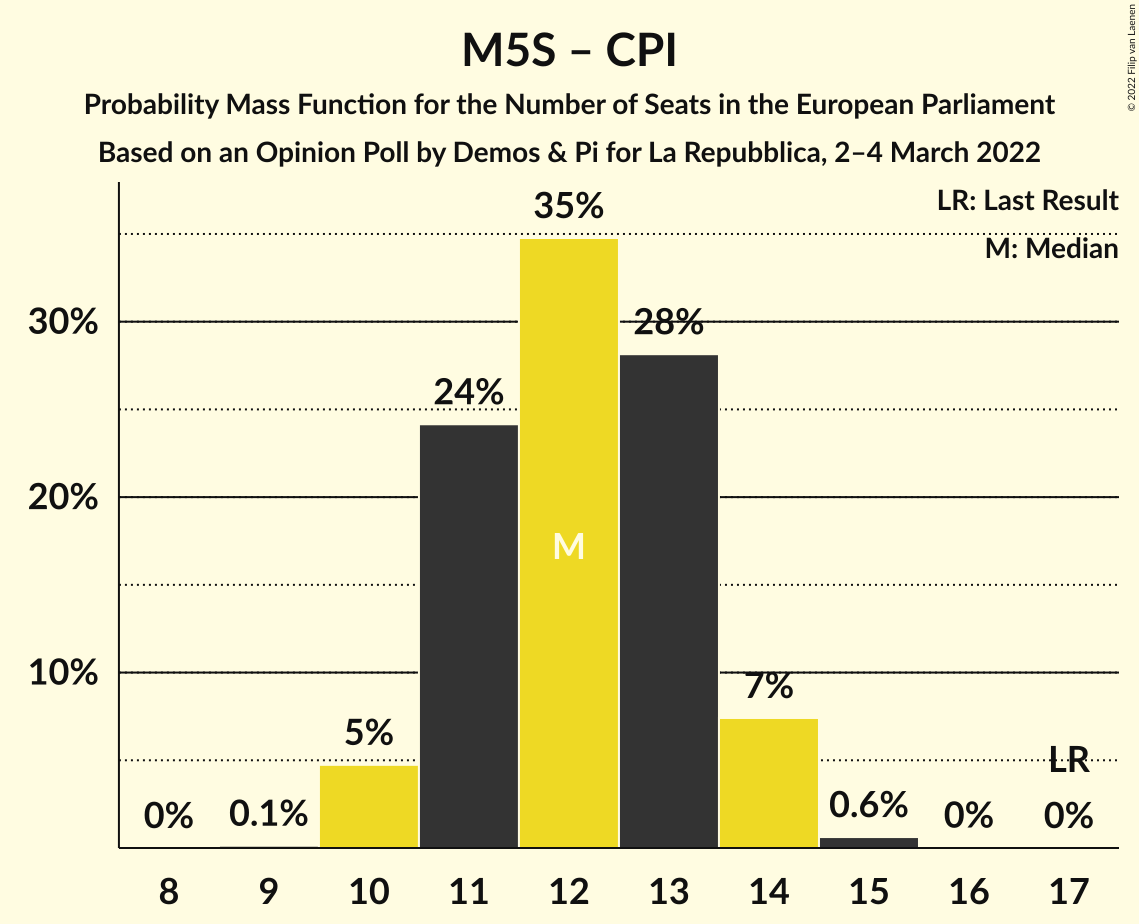 M5S – CPI
Probability Mass Function for the Number of Seats in the European Parliament
Based on an Opinion Poll by Demos & Pi for La Repubblica, 2–4 March 2022
© 2022 Filip van Laenen
LR: Last Result
M: Median
35%
30%
28%
24%
20%
M
10%
7%
5%
LR
0%
0.1%
0.6%
0%
0%
8 9 10 11 12 13 14 15 16 17